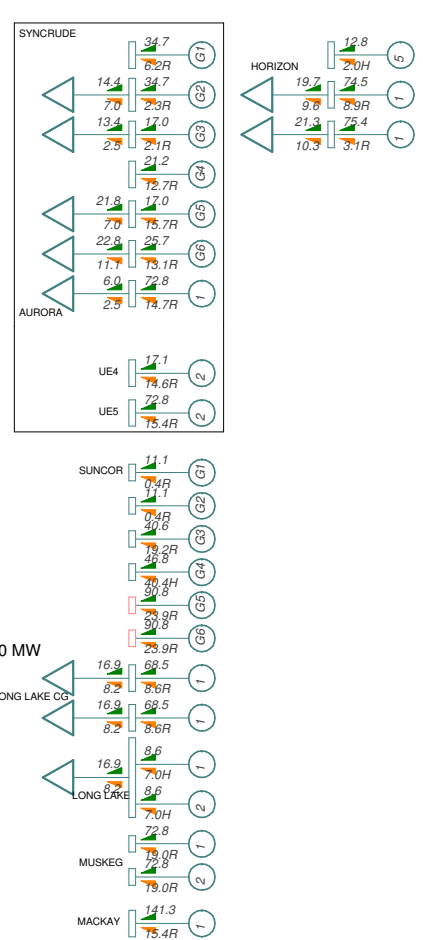 SYNCRUDE
34.7
6.2R
G1
14.4
34.7
7.0
2.3R
G2
13.4
17.0
2.5
2.1R
G3
21.2
12.7R
G4
21.8
17.0
7.0
15.7R
G5
22.8
25.7
11.1
13.1R
G6
6.0
72.8
2.5
14.7R
1
AURORA
UE4
17.1
14.6R
2
UE5
72.8
15.4R
2
12.8
2.0H
5
HORIZON
19.7
74.5
9.6
8.9R
1
21.3
75.4
10.3
3.1R
1
SUNCOR
11.1
0.4R
G1
11.1
0.4R
G2
40.6
19.2R
G3
46.8
40.4H
G4
90.8
23.9R
G5
90.8
23.9R
G6
0 MW
16.9
68.5
8.2
8.6R
1
ONG LAKE CG
16.9
68.5
8.2
8.6R
1
16.9
8.2
LONG LAKE
8.6
7.0H
1
8.6
7.0H
2
MUSKEG
72.8
19.0R
1
72.8
19.0R
2
MACKAY
141.3
15.4R
1